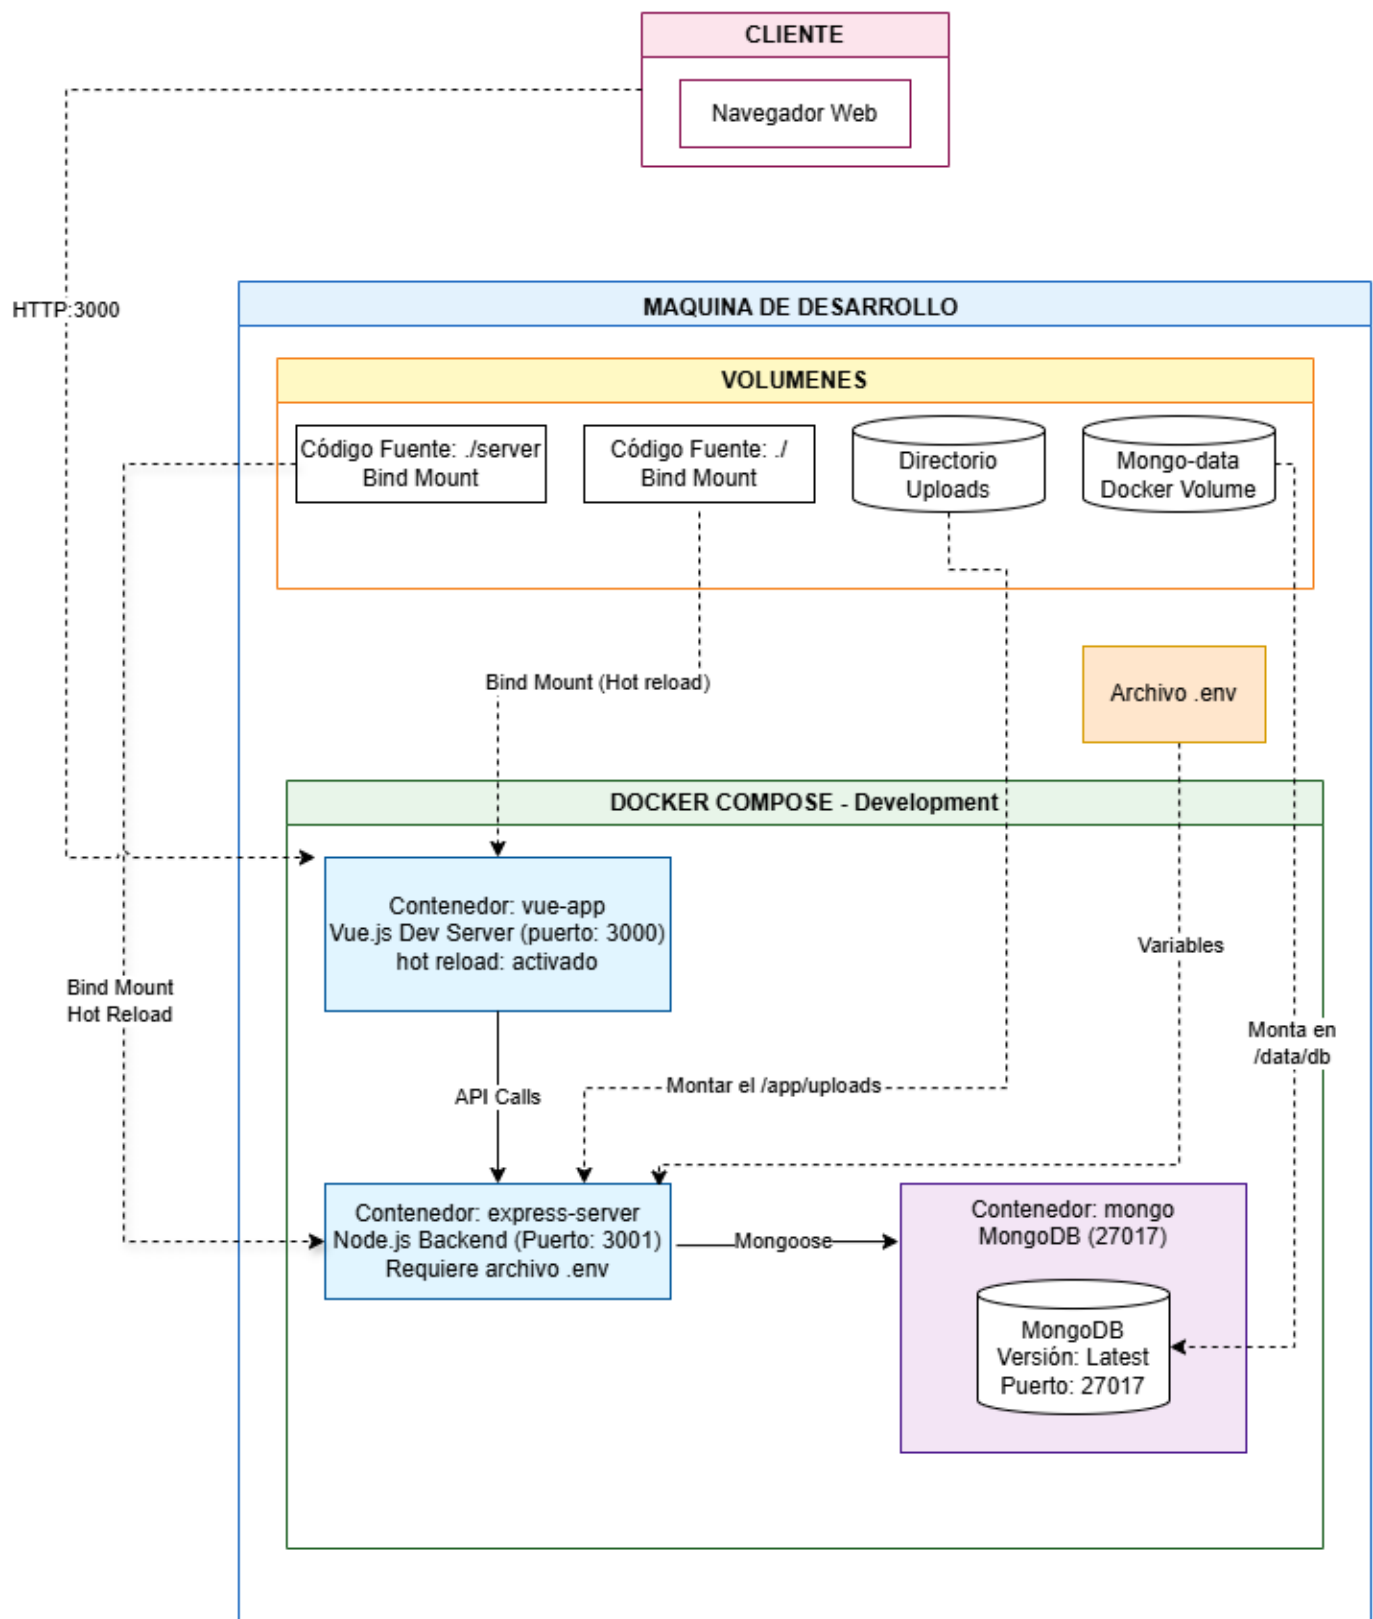 CLIENTE
Navegador Web
HTTP:3000
MAQUINA DE DESARROLLO
VOLUMENES
Código Fuente: ./server
Bind Mount
Código Fuente: ./
Bind Mount
Directorio
Uploads
Mongo-data
Docker Volume
Bind Mount (Hot reload)
Archivo .env
DOCKER COMPOSE - Development
Contenedor: vue-app
Vue.js Dev Server (puerto: 3000)
hot reload: activado
Variables
Bind Mount
Hot Reload
Monta en
/data/db
API Calls
Montar el /app/uploads
Contenedor: express-server
Node.js Backend (Puerto: 3001)
Requiere archivo .env
Mongoose
Contenedor: mongo
MongoDB (27017)
MongoDB
Versión: Latest
Puerto: 27017